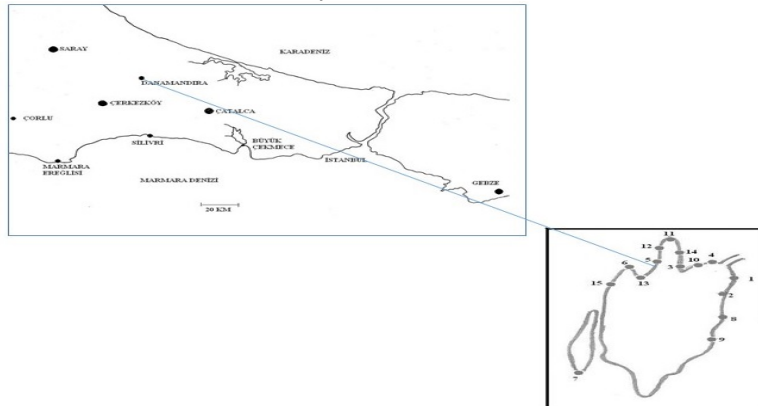 KARADENİZ
SARAY
DANAMANDIRA
ÇERKEZKÖY
ÇATALCA
ÇORLU
SİLİVRİ
BÜYÜK
ÇEKMECE
İSTANBUL
MARMARA
EREĞLİSİ
MARMARA DENİZİ
GEBZE
20 KM
11
12
14
5
3
10
4
6
13
15
1
2
8
9
7